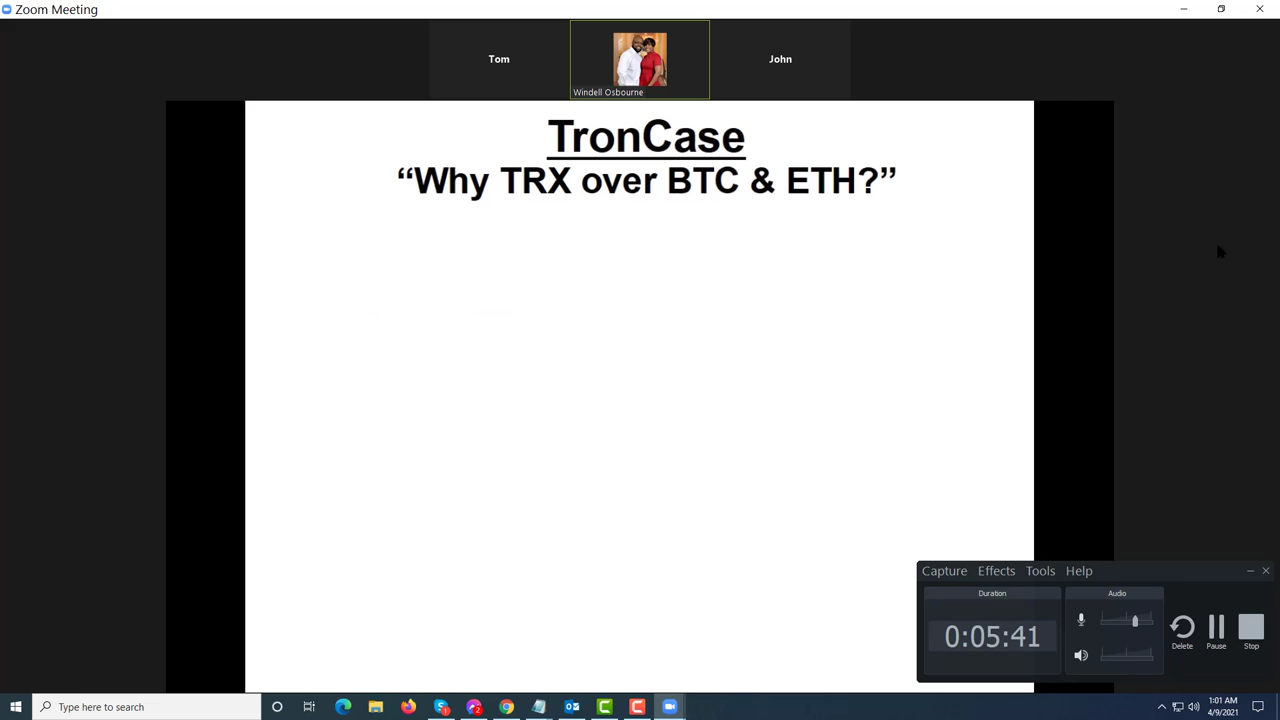 Zoom Meeting
Tom
Windell Osbourne
John
TronCase
“Why TRX over BTC & ETH?”
Capture Effects Tools Help
Duration
Audio
0:05:41
Delete
Pause
Stop
Type here to search
1:01 AM
4/9/2021